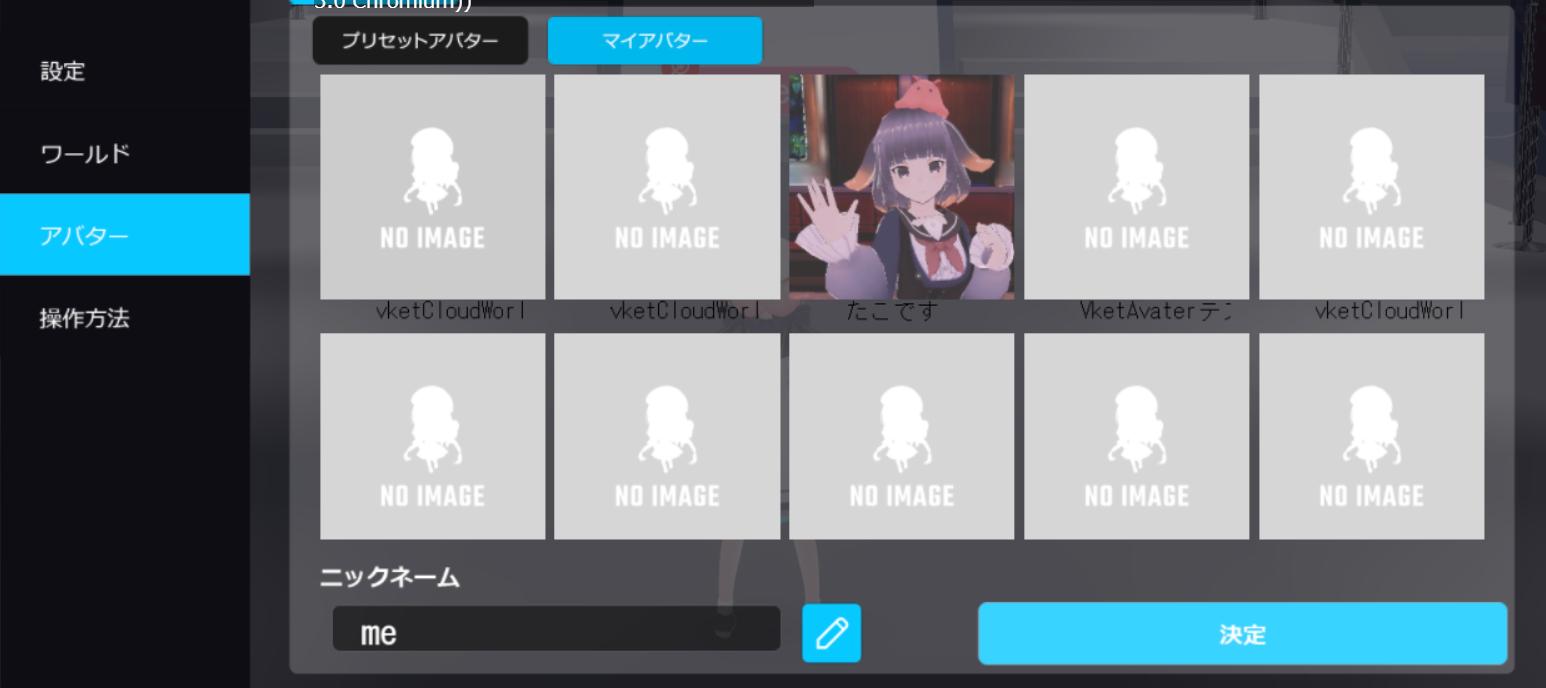 3.0 Chromium))
プリセットアバター
マイアバター
設定
ワールド
アバター
操作方法
NO IMAGE
NO IMAGE
NO IMAGE
NO IMAGE
vketCloudWorl
vketCloudWorl
たこです
VketAvaterテン
vketCloudWorl
NO IMAGE
NO IMAGE
NO IMAGE
NO IMAGE
NO IMAGE
ニックネーム
me
決定